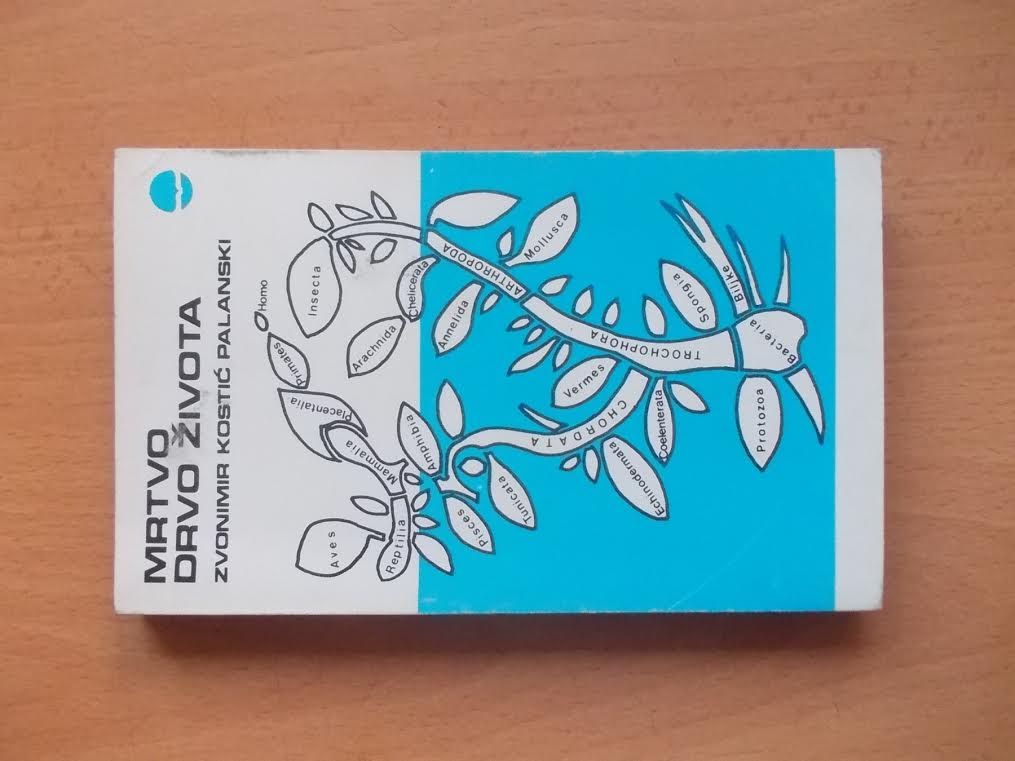 MRTVO
DRVO ŽIVOTA
ZVONIMIR KOSTIĆ PALANSKI
Homo
Primates
Insecta
Placentalia
Arachnida
Chelicerata
Mammalia
Aves
Reptilia
Amphibia
ARTHROPODA
Mollusca
Annelida
Pisces
Tunicata
CHORDATA
Vermes
TROCHOPHORA
Spongia
Echinodermata
Coelenterata
Biljke
Protozoa
Bacteria